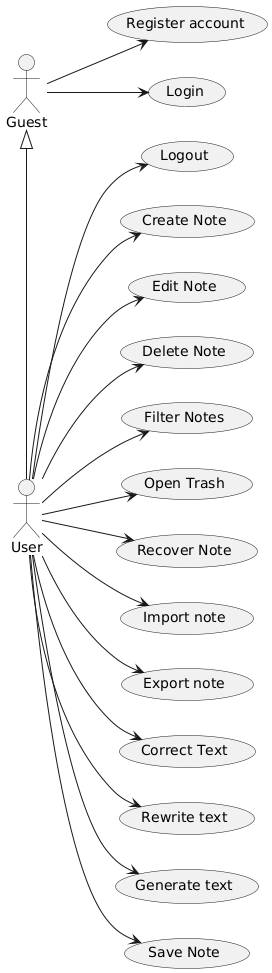 Register account
Guest
Login
Logout
Create Note
Edit Note
Delete Note
Filter Notes
Open Trash
User
Recover Note
Import note
Export note
Correct Text
Rewrite text
Generate text
Save Note